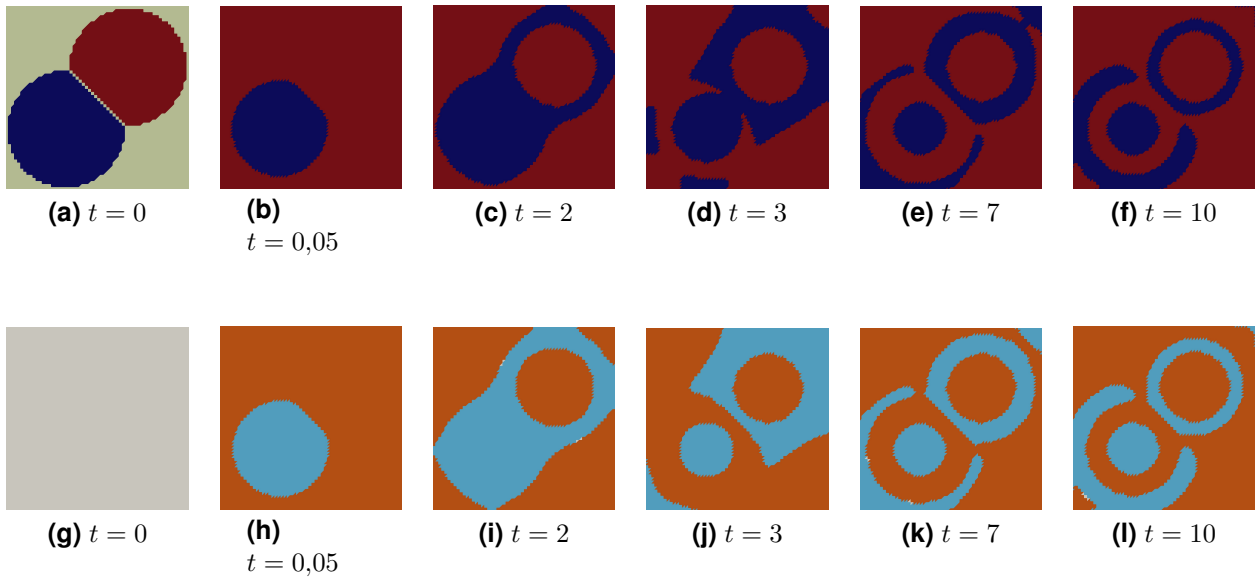 (a) t = 0
(b)
t = 0,05
(c) t = 2
(d) t = 3
(e) t = 7
(f) t = 10
(g) t = 0
(h)
t = 0,05
(i) t = 2
(j) t = 3
(k) t = 7
(l) t = 10